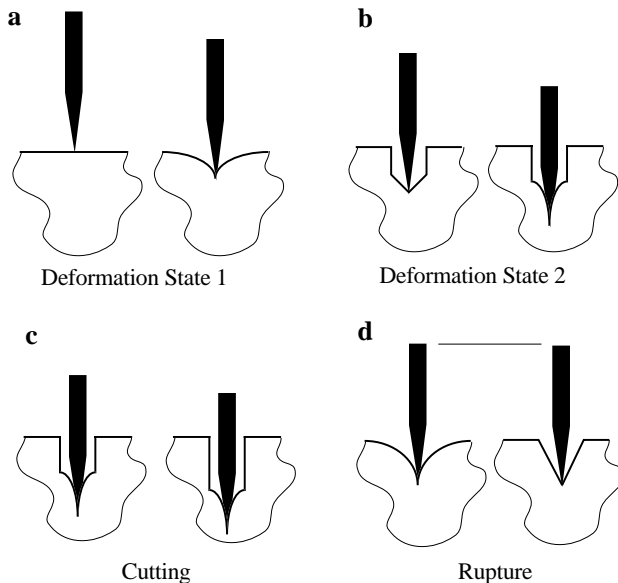 a
b
Deformation State 1
Deformation State 2
c
d
Cutting
Rupture